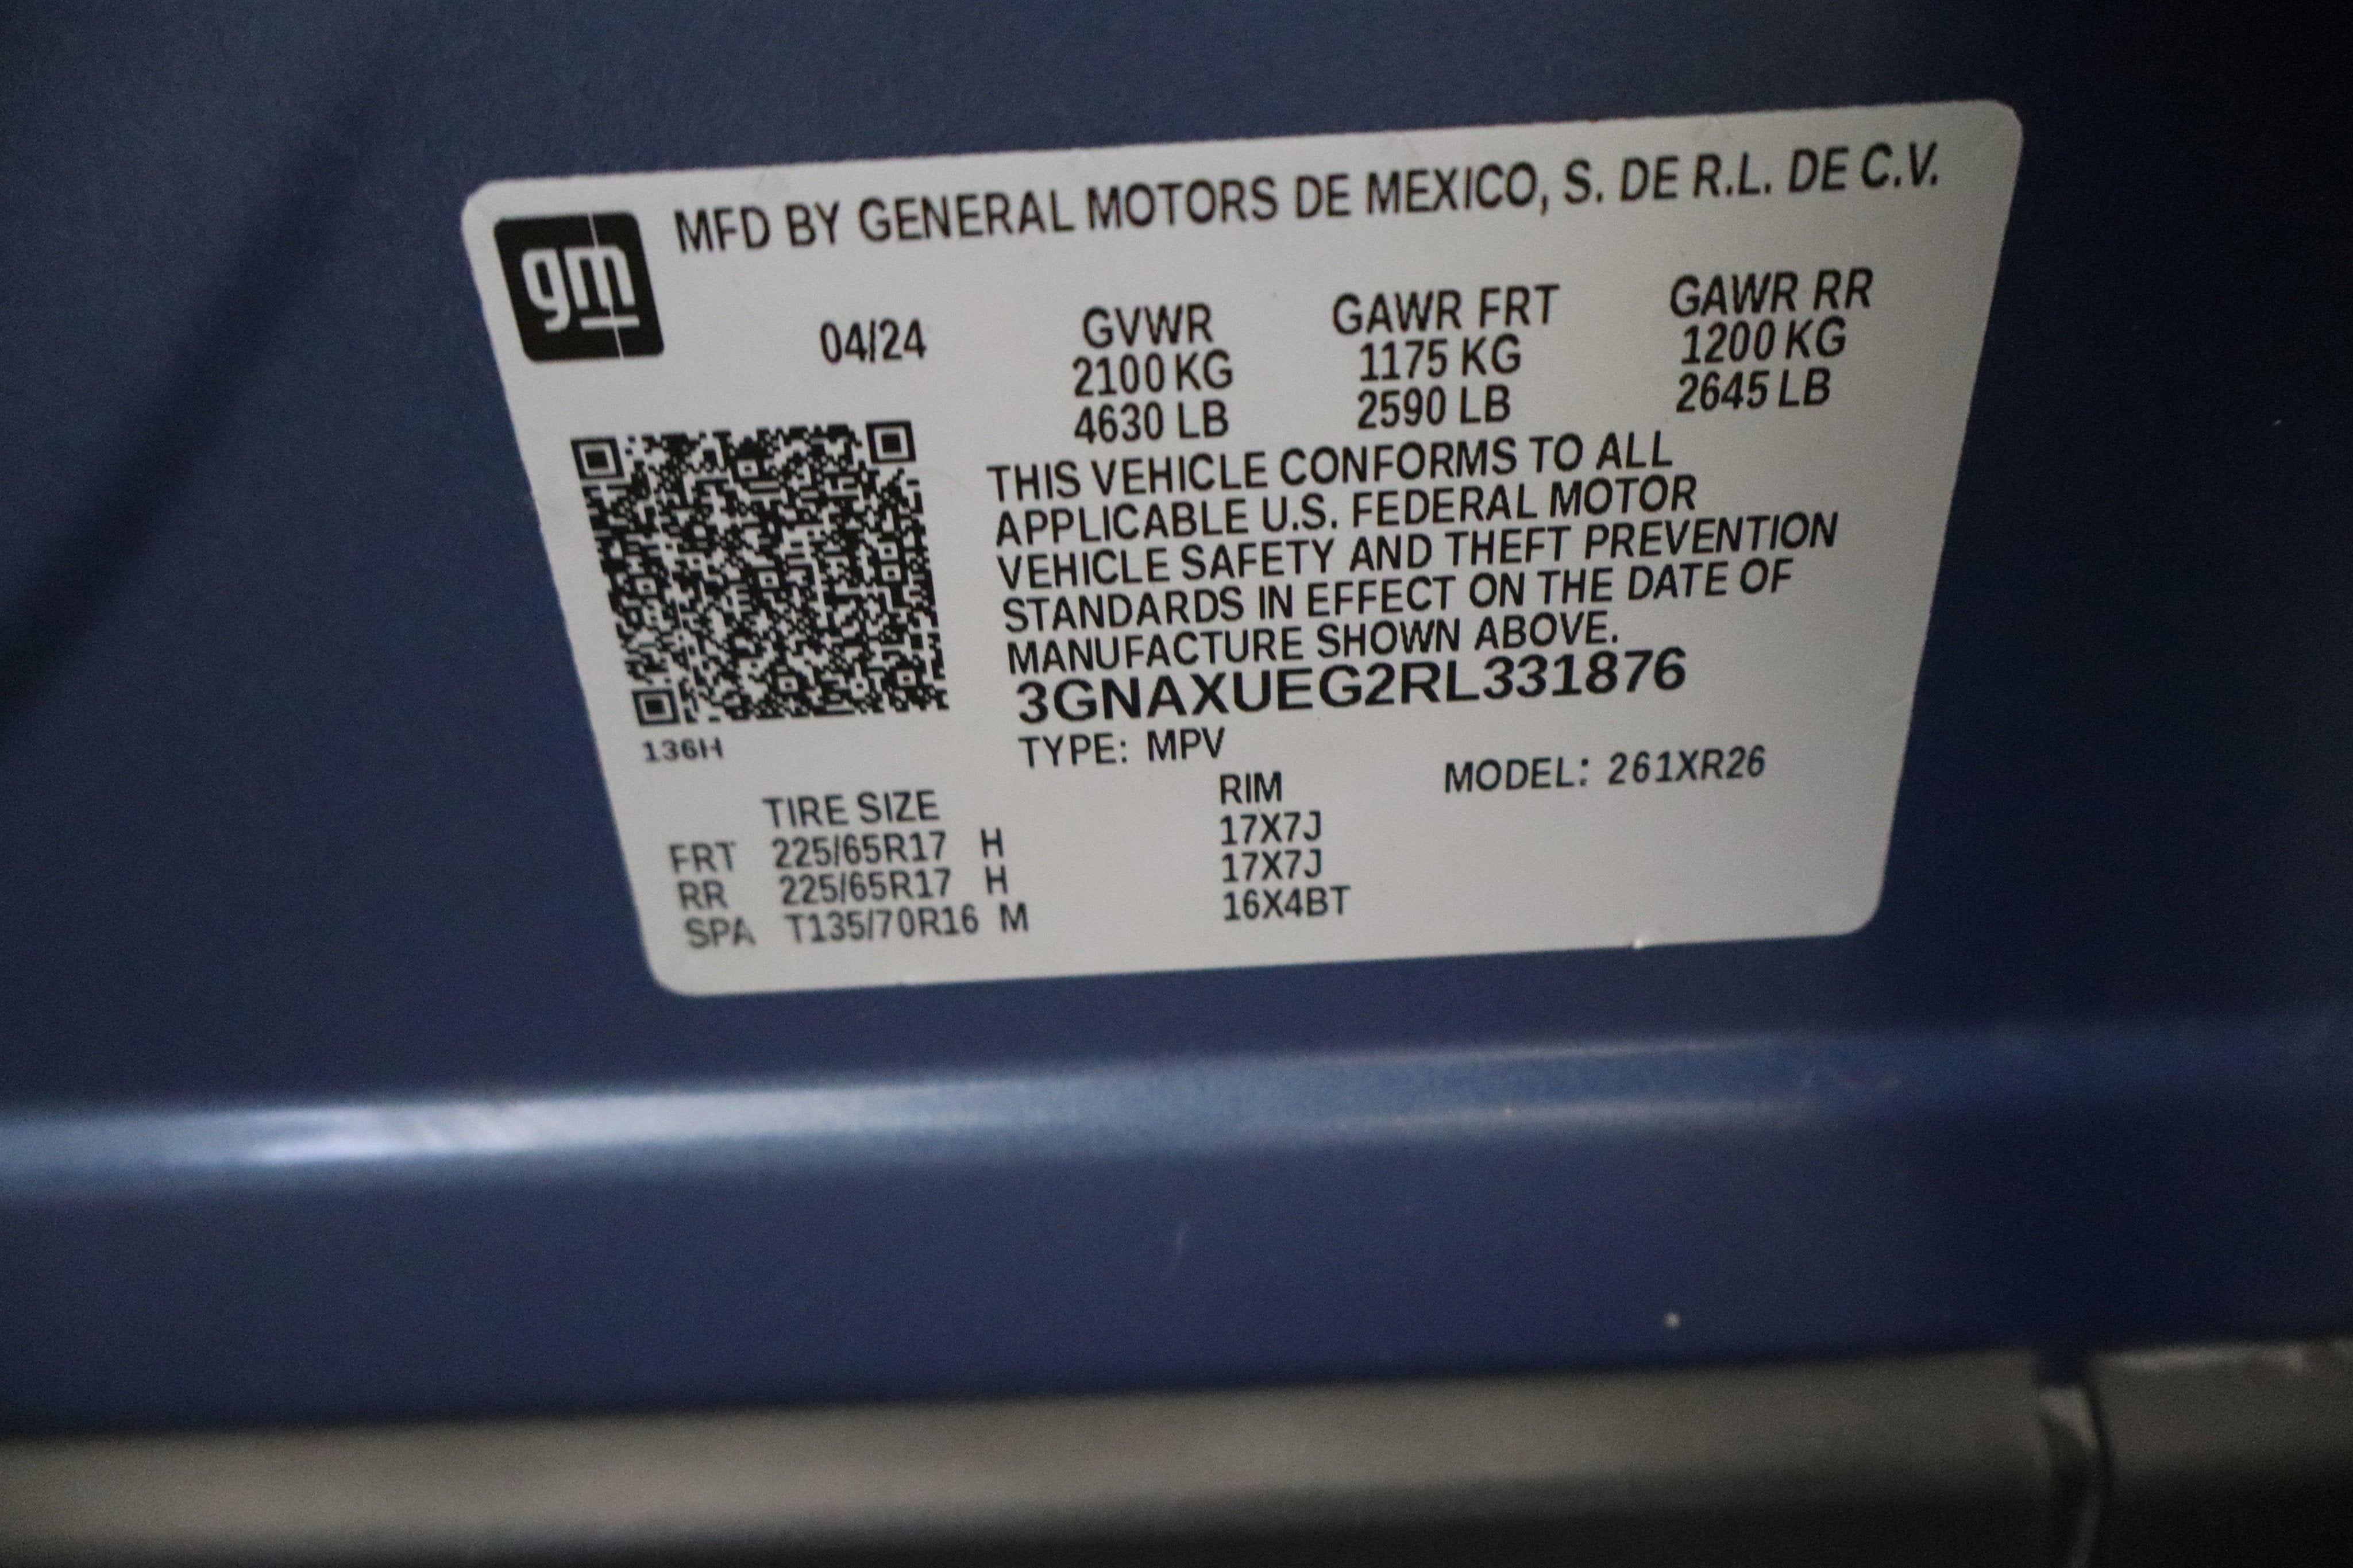 gm
MFD BY GENERAL MOTORS DE MEXICO, S. DE R.L. DE C.V.
04/24 GVWR GAWR FRT GAWR RR
2100 KG 1175 KG 1200 KG
4630 LB 2590 LB 2645 LB
THIS VEHICLE CONFORMS TO ALL
APPLICABLE U.S. FEDERAL MOTOR
VEHICLE SAFETY AND THEFT PREVENTION
STANDARDS IN EFFECT ON THE DATE OF
MANUFACTURE SHOWN ABOVE.
3GNAXUEG2RL331876
136H
TYPE: MPV MODEL: 261XR26
TIRE SIZE RIM
FRT 225/65R17 H 17X7J
RR 225/65R17 H 17X7J
SPA T135/70R16 M 16X4BT